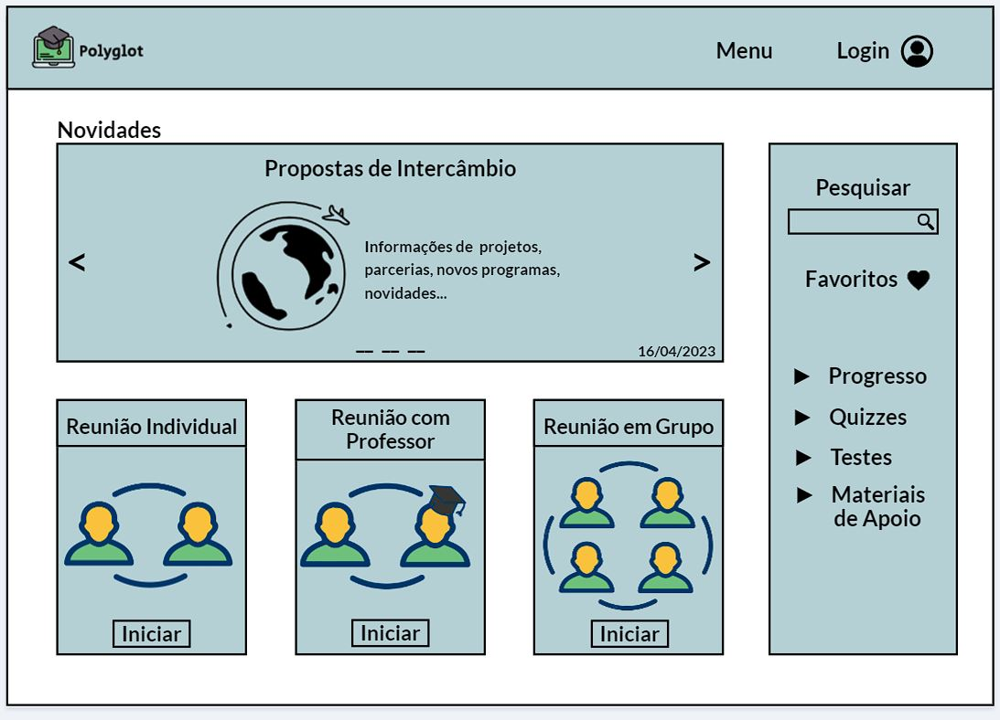 Polyglot
Menu
Login
Novidades
Propostas de Intercâmbio
Informações de projetos,
parcerias, novos programas,
novidades...
<
>
16/04/2023
Pesquisar
Favoritos
Progresso
Quizzes
Testes
Materiais
de Apoio
Reunião Individual
Iniciar
Reunião com
Professor
Iniciar
Reunião em Grupo
Iniciar